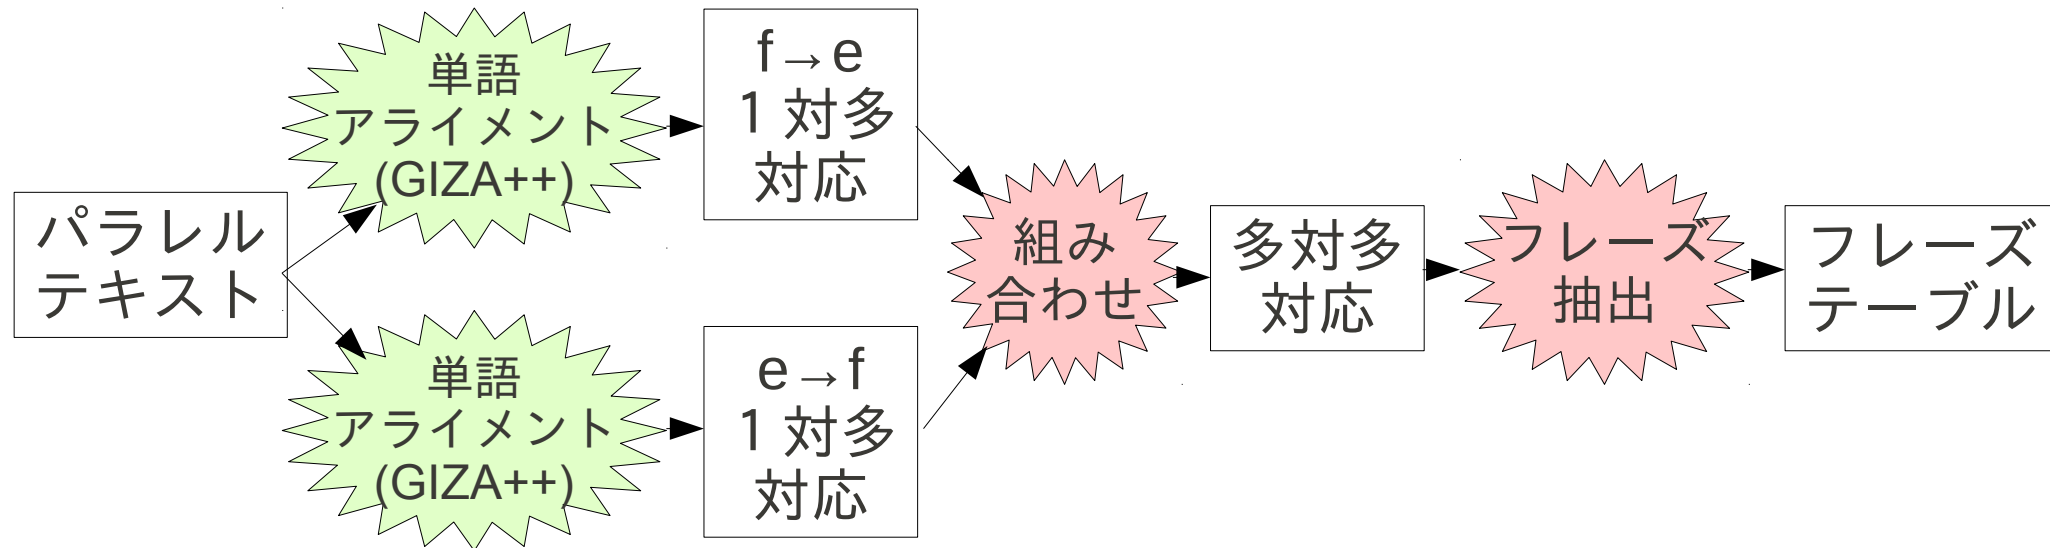 パラレル
テキスト
単語
アライメント
(GIZA++)
単語
アライメント
(GIZA++)
f→e
1 対多
対応
e→f
1 対多
対応
組み
合わせ
多対多
対応
フレーズ
抽出
フレーズ
テーブル